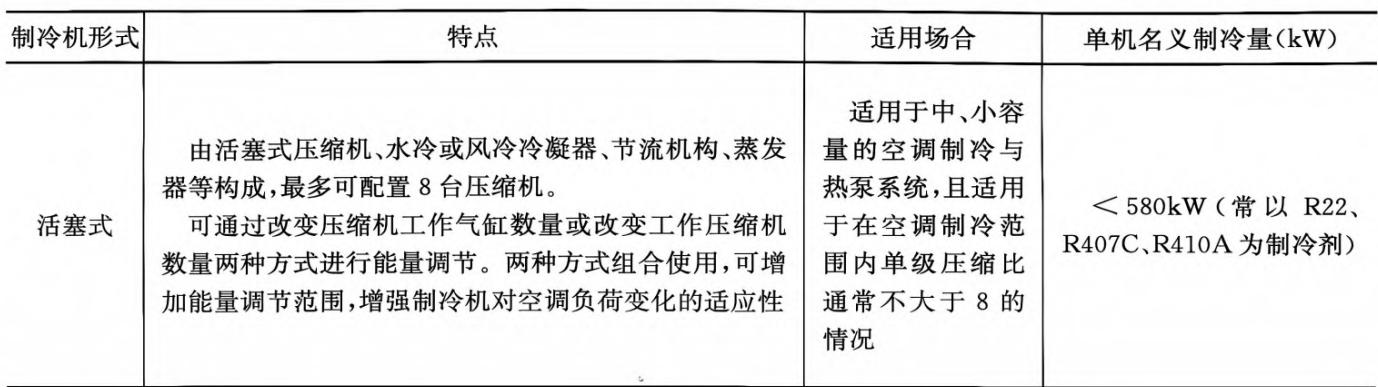 制冷机形式 特点 适用场合 单机名义制冷量(kW)
活塞式
由活塞式压缩机、水冷或风冷冷凝器、节流机构、蒸发
器等构成,最多可配置 8 台压缩机。
可通过改变压缩机工作气缸数量或改变工作压缩机
数量两种方式进行能量调节。两种方式组合使用,可增
加能量调节范围,增强制冷机对空调负荷变化的适应性
适用于中、小容
量的空调制冷与
热泵系统,且适用
于在空调制冷范
围内单级压缩比
通常不大于 8 的
情况
<580kW(常以 R22、
R407C、R410A 为制冷剂)